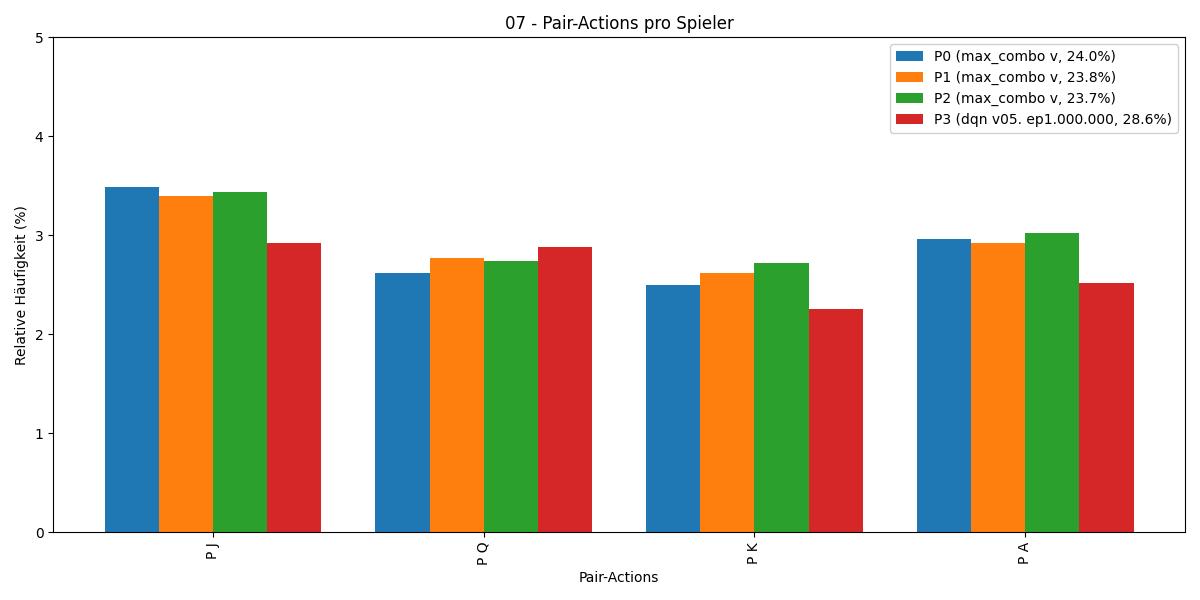 07 - Pair-Actions pro Spieler
P0 (max_combo v, 24.0%)
P1 (max_combo v, 23.8%)
P2 (max_combo v, 23.7%)
P3 (dqn v05. ep1.000.000, 28.6%)
Relative Häufigkeit (%)
5
4
3
2
1
0
P J
P Q
P K
P A
Pair-Actions